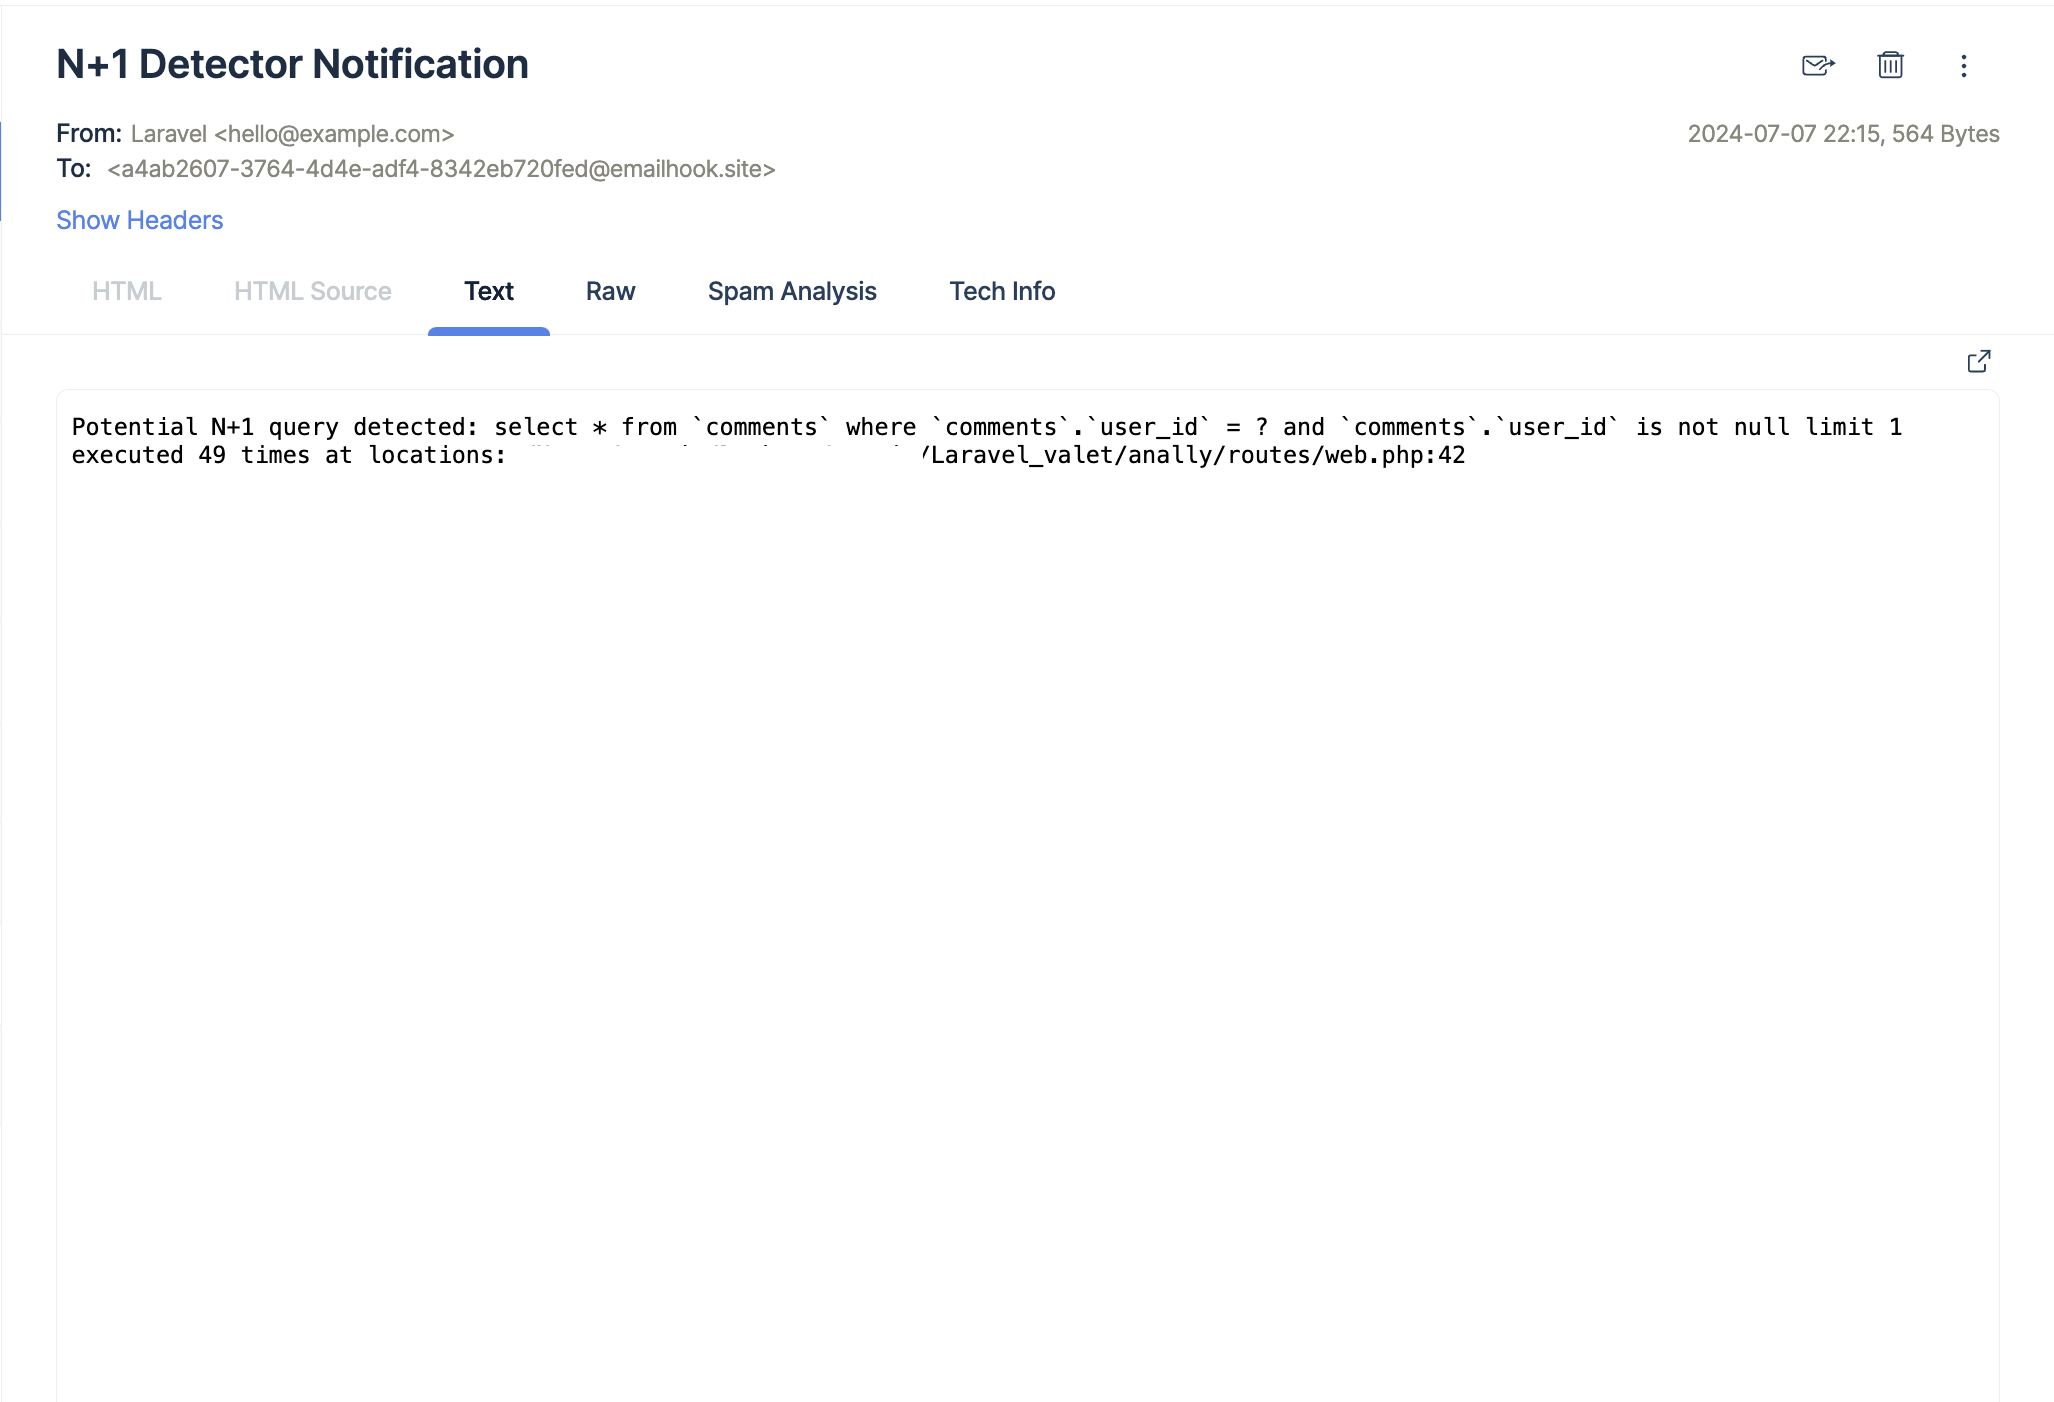 N+1 Detector Notification
From: Laravel <hello@example.com>
2024-07-07 22:15, 564 Bytes
To: <a4ab2607-3764-4d4e-adf4-8342eb720fed@emailhook.site>
Show Headers
HTML HTML Source Text Raw Spam Analysis Tech Info
Potential N+1 query detected: select * from `comments` where `comments`.`user_id` = ? and `comments`.`user_id` is not null limit 1
executed 49 times at locations: /Laravel_valet/anally/routes/web.php:42